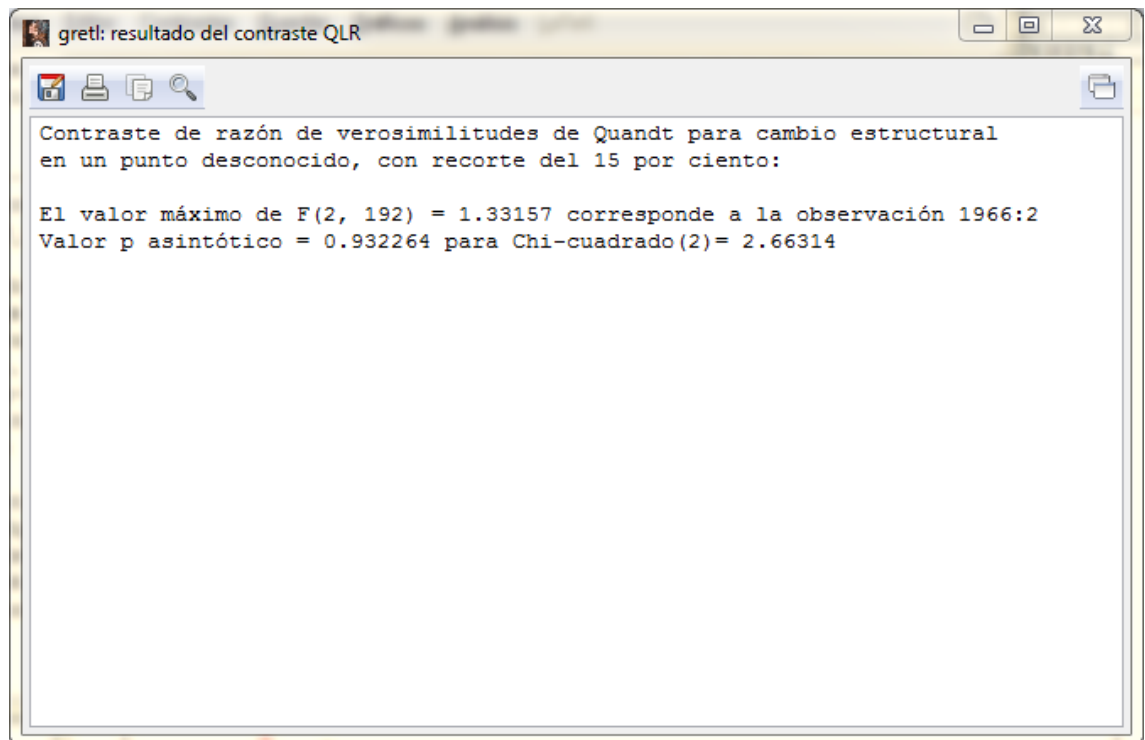 gretl: resultado del contraste QLR
Contraste de razón de verosimilitudes de Quandt para cambio estructural
en un punto desconocido, con recorte del 15 por ciento:
El valor máximo de F(2, 192) = 1.33157 corresponde a la observación 1966:2
Valor p asintótico = 0.932264 para Chi-cuadrado(2)= 2.66314